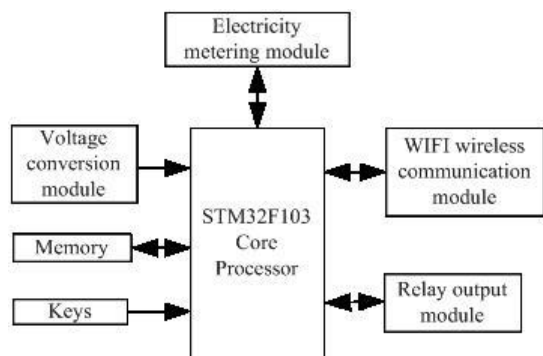 Electricity
metering module
Voltage
conversion
module
Memory
Keys
STM32F103
Core
Processor
WIFI wireless
communication
module
Relay output
module